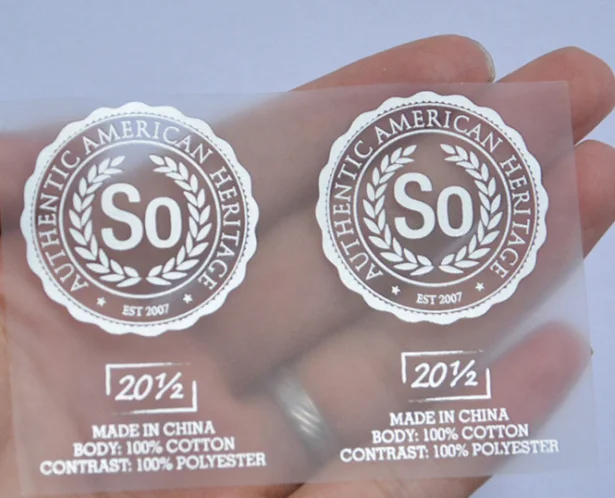 AUTHENTIC AMERICAN HERITAGE
So
EST 2007
20½
MADE IN CHINA
BODY: 100% COTTON
CONTRAST: 100% POLYESTER
AUTHENTIC AMERICAN HERITAGE
So
EST 2007
20½
MADE IN CHINA
BODY: 100% COTTON
CONTRAST: 100% POLYESTER